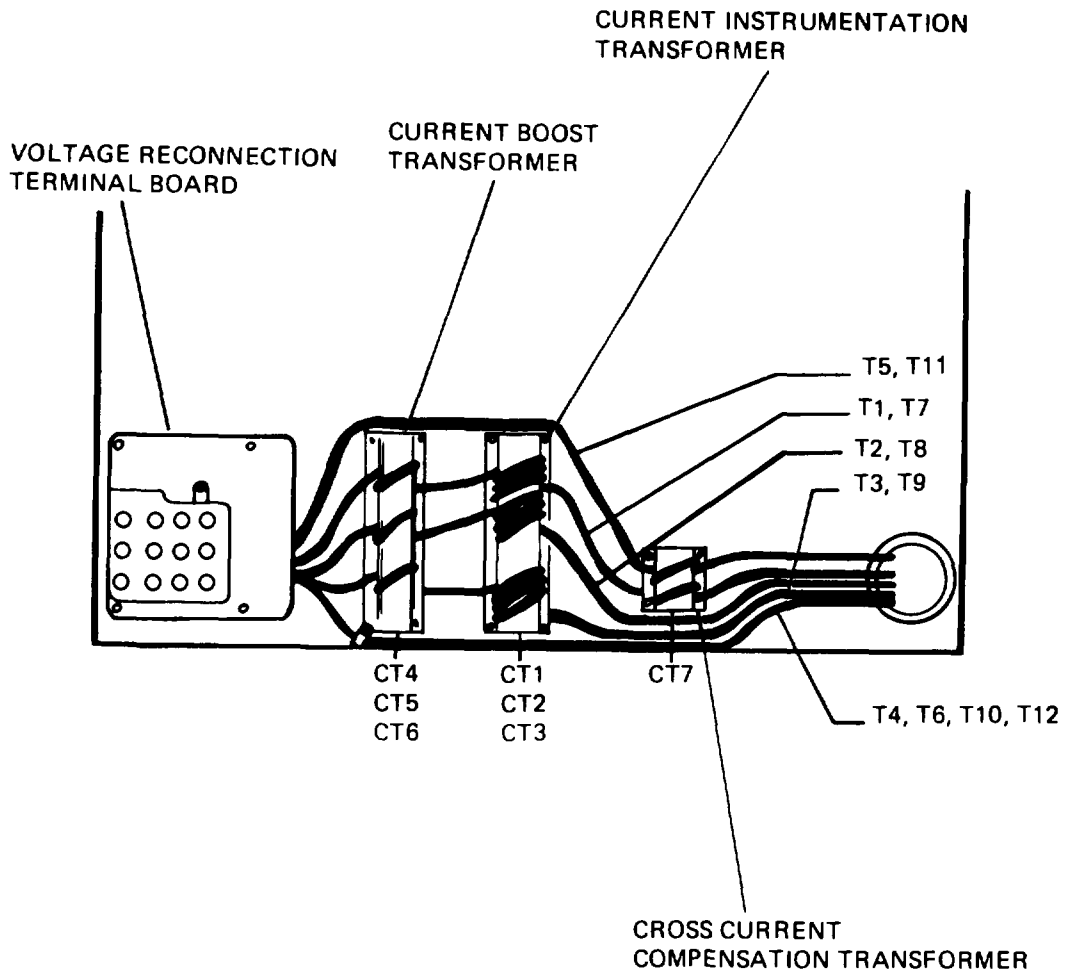 CURRENT INSTRUMENTATION
TRANSFORMER
CURRENT BOOST
TRANSFORMER
VOLTAGE RECONNECTION
TERMINAL BOARD
T5, T11
T1, T7
T2, T8
T3, T9
CT4
CT5
CT6
CT1
CT2
CT3
CT7
T4, T6, T10, T12
CROSS CURRENT
COMPENSATION TRANSFORMER